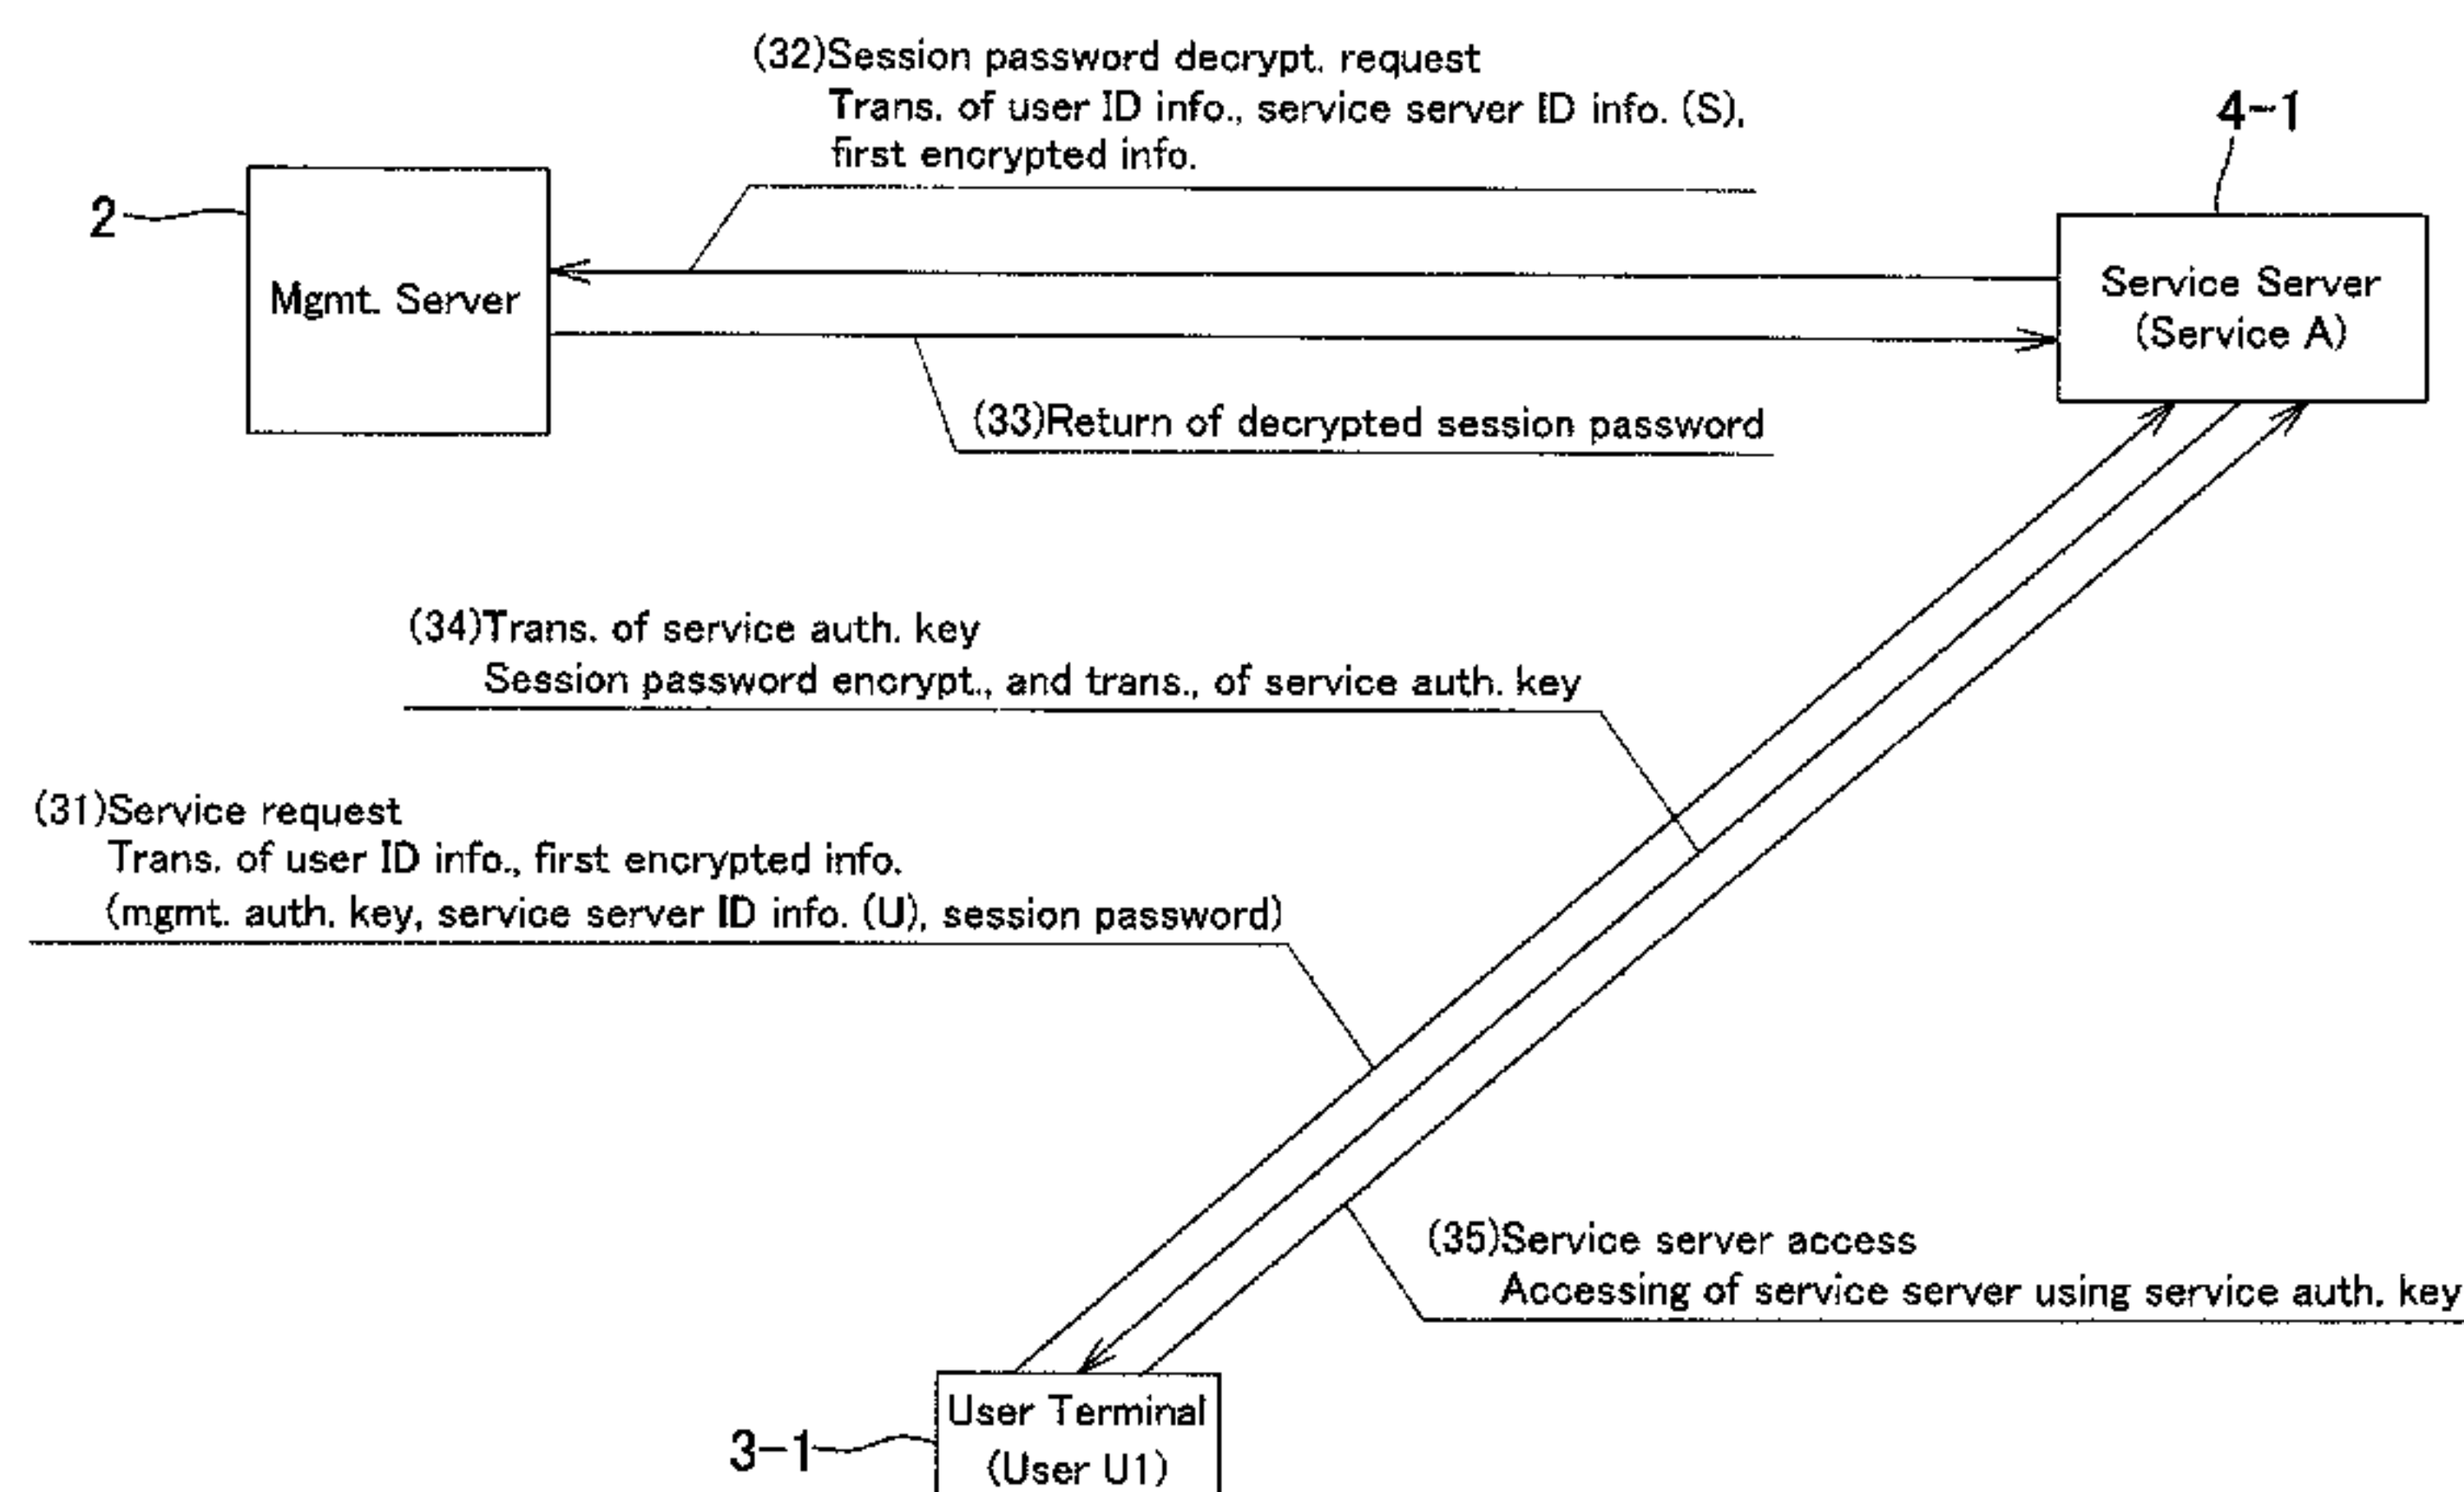 (32)Session password decrypt. request
Trans. of user ID info., service server ID info. (S),
first encrypted info.
4-1
2
Mgmt. Server
Service Server
(Service A)
(33)Return of decrypted session password
(34)Trans. of service auth. key
Session password encrypt., and trans., of service auth. key
(31)Service request
Trans. of user ID info., first encrypted info.
(mgmt. auth. key, service server ID info. (U), session password)
(35)Service server access
Accessing of service server using service auth. key
User Terminal
3-1
(User U1)